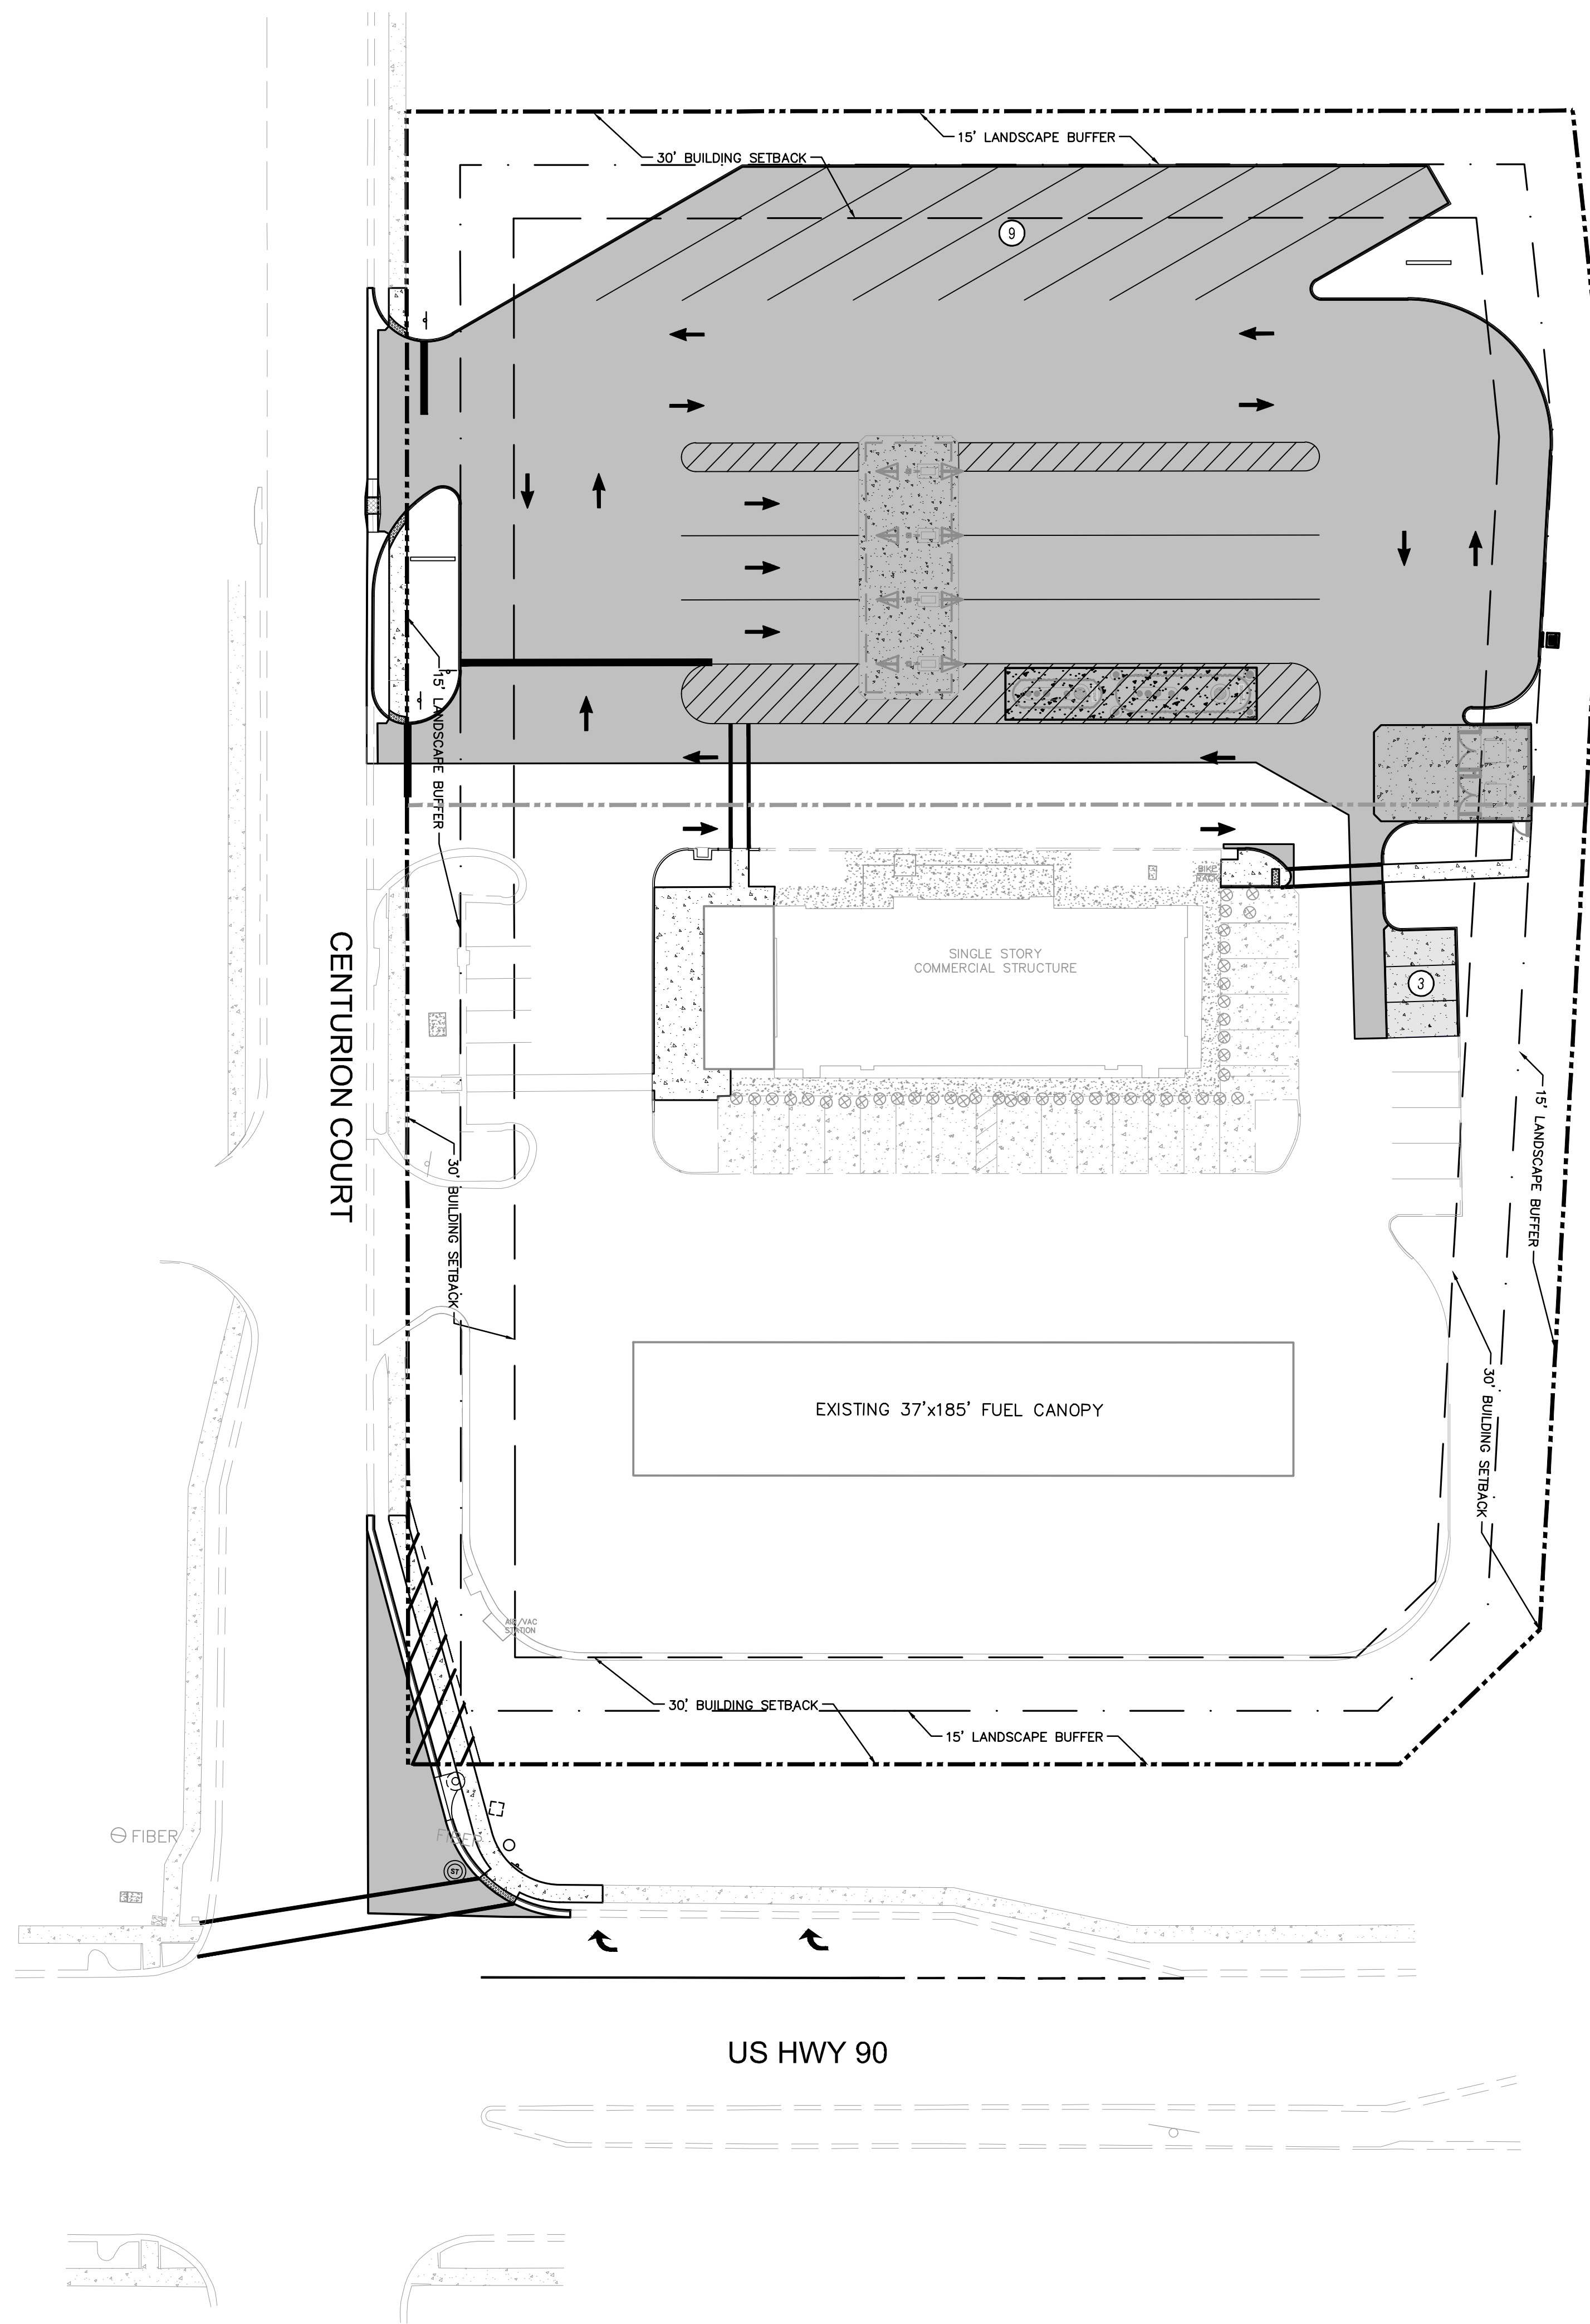 15' LANDSCAPE BUFFER
30' BUILDING SETBACK
9
15' LANDSCAPE BUFFER
BIKE
RACK
SINGLE STORY
COMMERCIAL STRUCTURE
3
CENTURION COURT
15' LANDSCAPE BUFFER
30' BUILDING SETBACK
EXISTING 37'x185' FUEL CANOPY
30' BUILDING SETBACK
AIR/VAC
STATION
30' BUILDING SETBACK
15' LANDSCAPE BUFFER
FIBER
FIBER
ST
US HWY 90